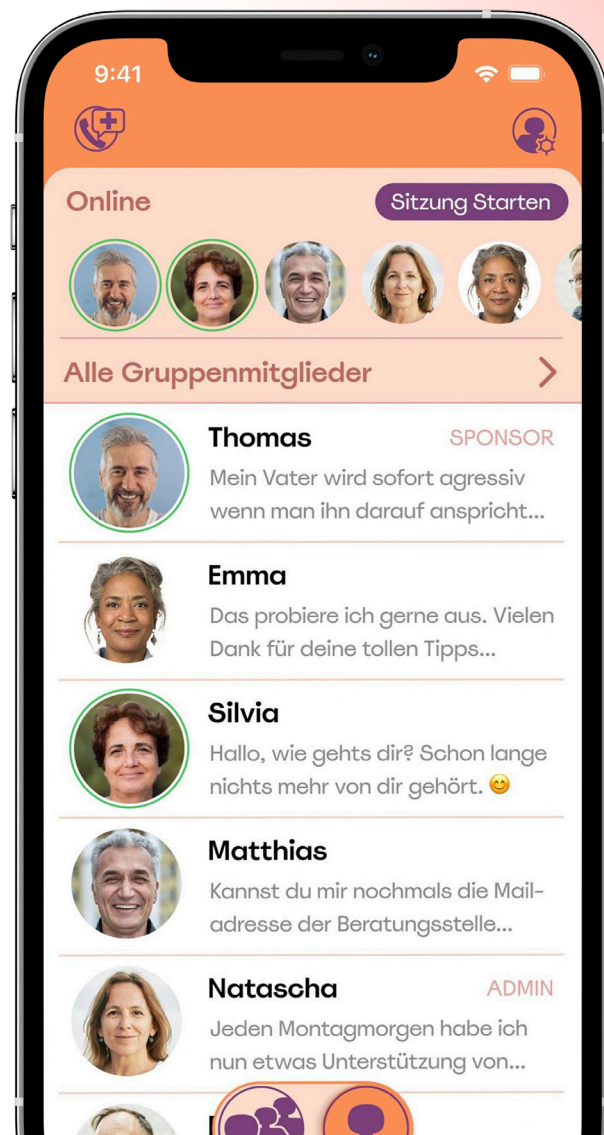 9:41
Online
Sitzung Starten
Alle Gruppenmitglieder
Thomas
SPONSOR
Mein Vater wird sofort agressiv
wenn man ihn darauf anspricht...
Emma
Das probiere ich gerne aus. Vielen
Dank für deine tollen Tipps...
Silvia
Hallo, wie gehts dir? Schon lange
nichts mehr von dir gehört. 😊
Matthias
Kannst du mir nochmals die Mail-
adresse der Beratungsstelle...
Natascha
ADMIN
Jeden Montagmorgen habe ich
nun etwas Unterstützung von...